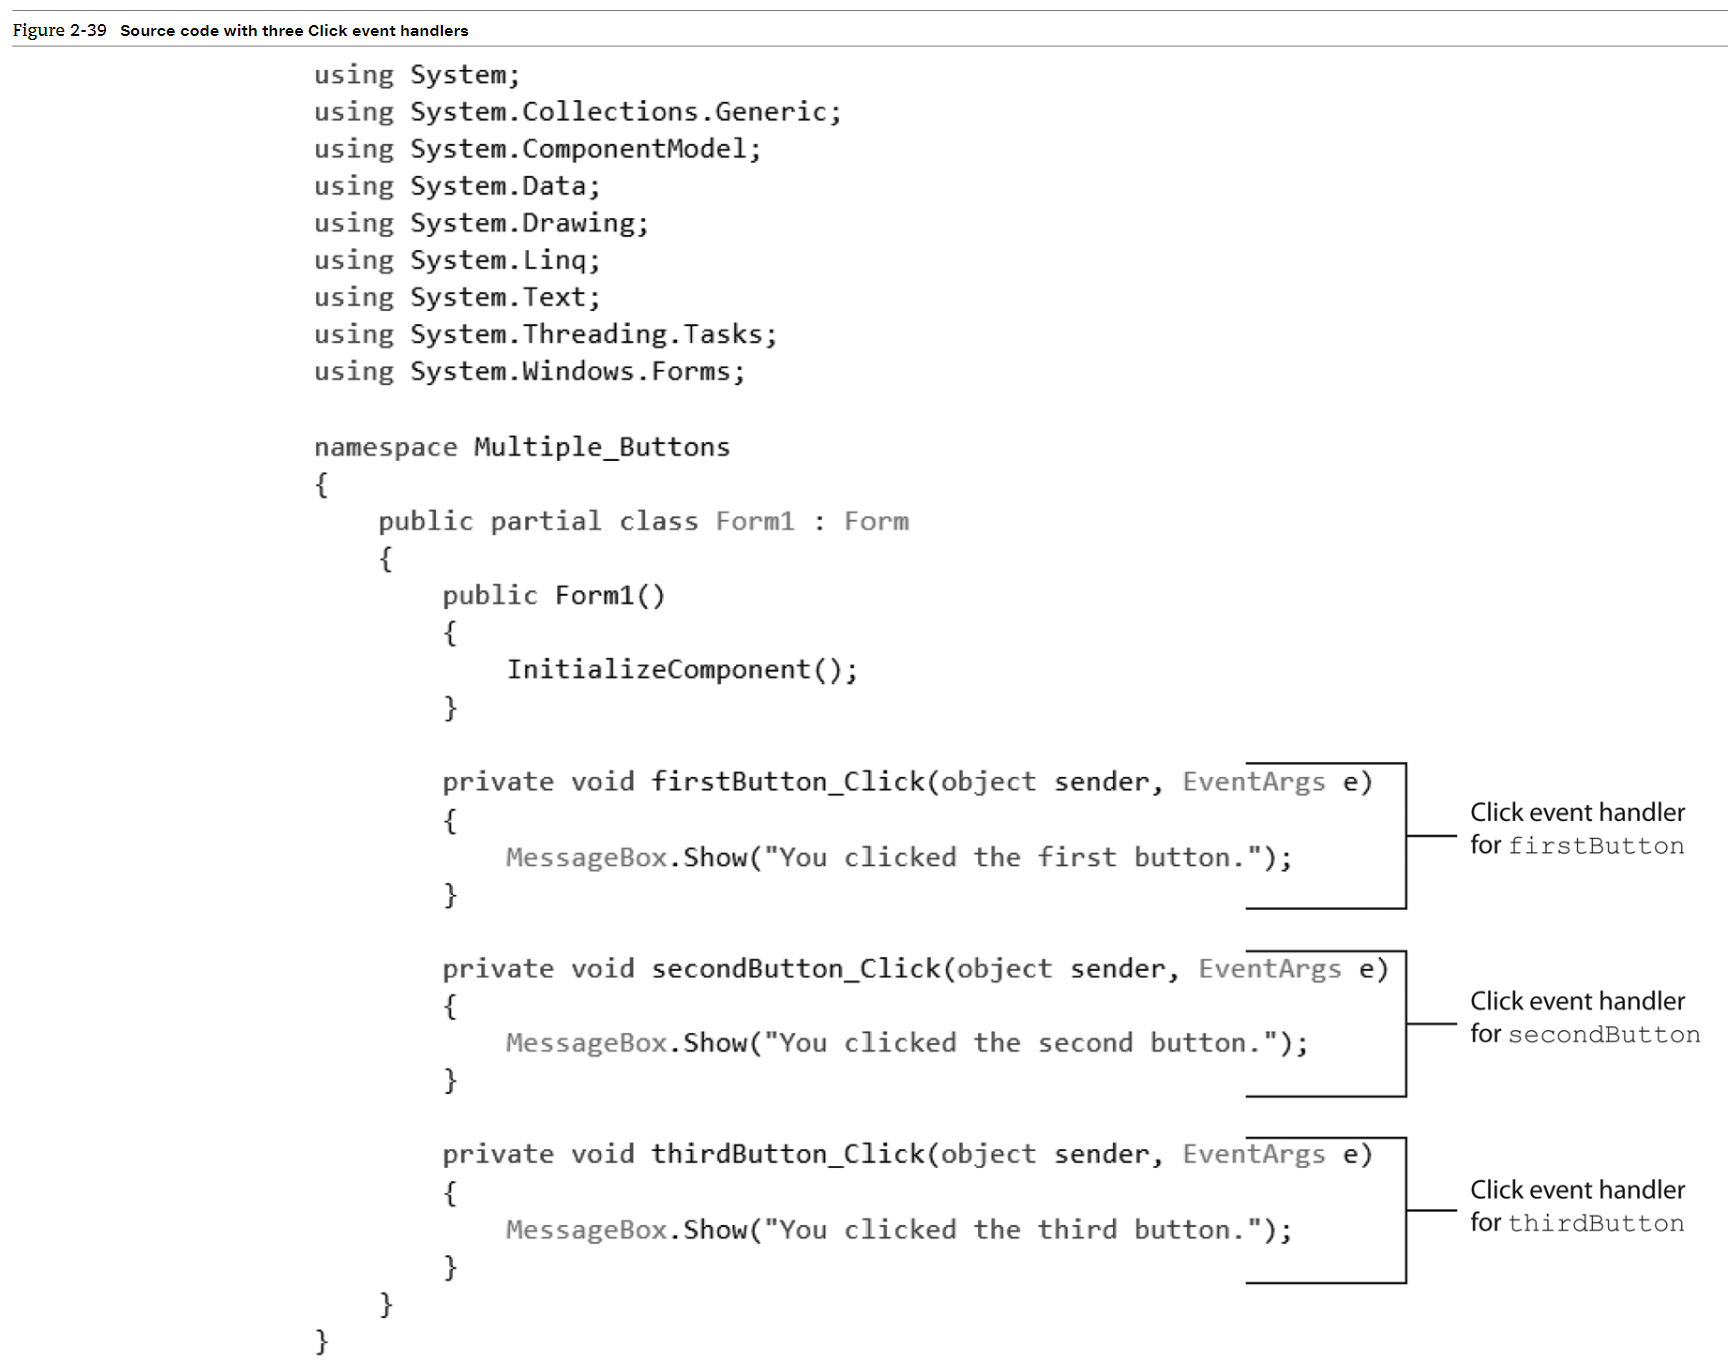 Figure 2-39 Source code with three Click event handlers
using System;
using System.Collections.Generic;
using System.ComponentModel;
using System.Data;
using System.Drawing;
using System.Linq;
using System.Text;
using System.Threading.Tasks;
using System.Windows.Forms;
namespace Multiple_Buttons
{
    public partial class Form1 : Form
    {
        public Form1()
        {
            InitializeComponent();
        }
        private void firstButton_Click(object sender, EventArgs e)
        {
            MessageBox.Show("You clicked the first button.");
        }
Click event handler
for firstButton
        private void secondButton_Click(object sender, EventArgs e)
        {
            MessageBox.Show("You clicked the second button.");
        }
Click event handler
for secondButton
        private void thirdButton_Click(object sender, EventArgs e)
        {
            MessageBox.Show("You clicked the third button.");
        }
Click event handler
for thirdButton
    }
}